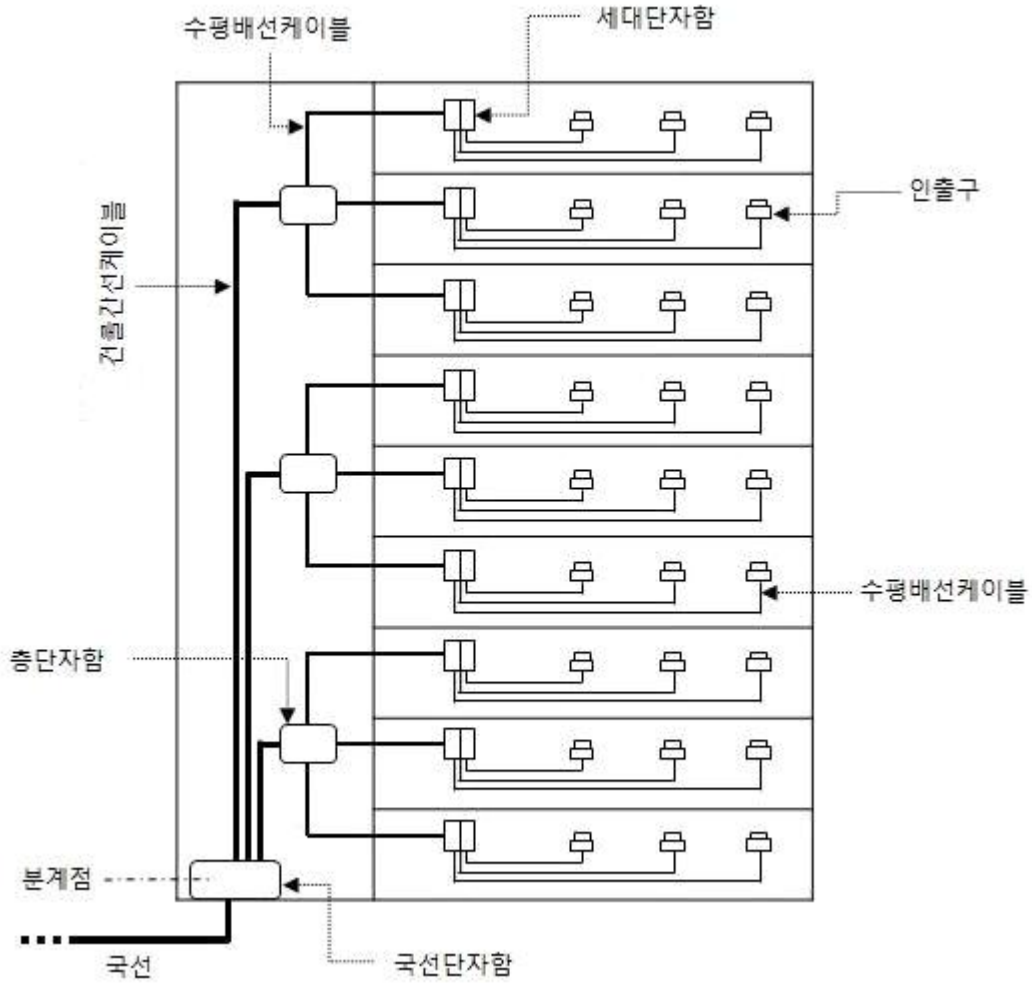 수평배선케이블
세대단자함
인출구
건물간선케이블
수평배선케이블
층단자함
분계점
국선단자함
국선